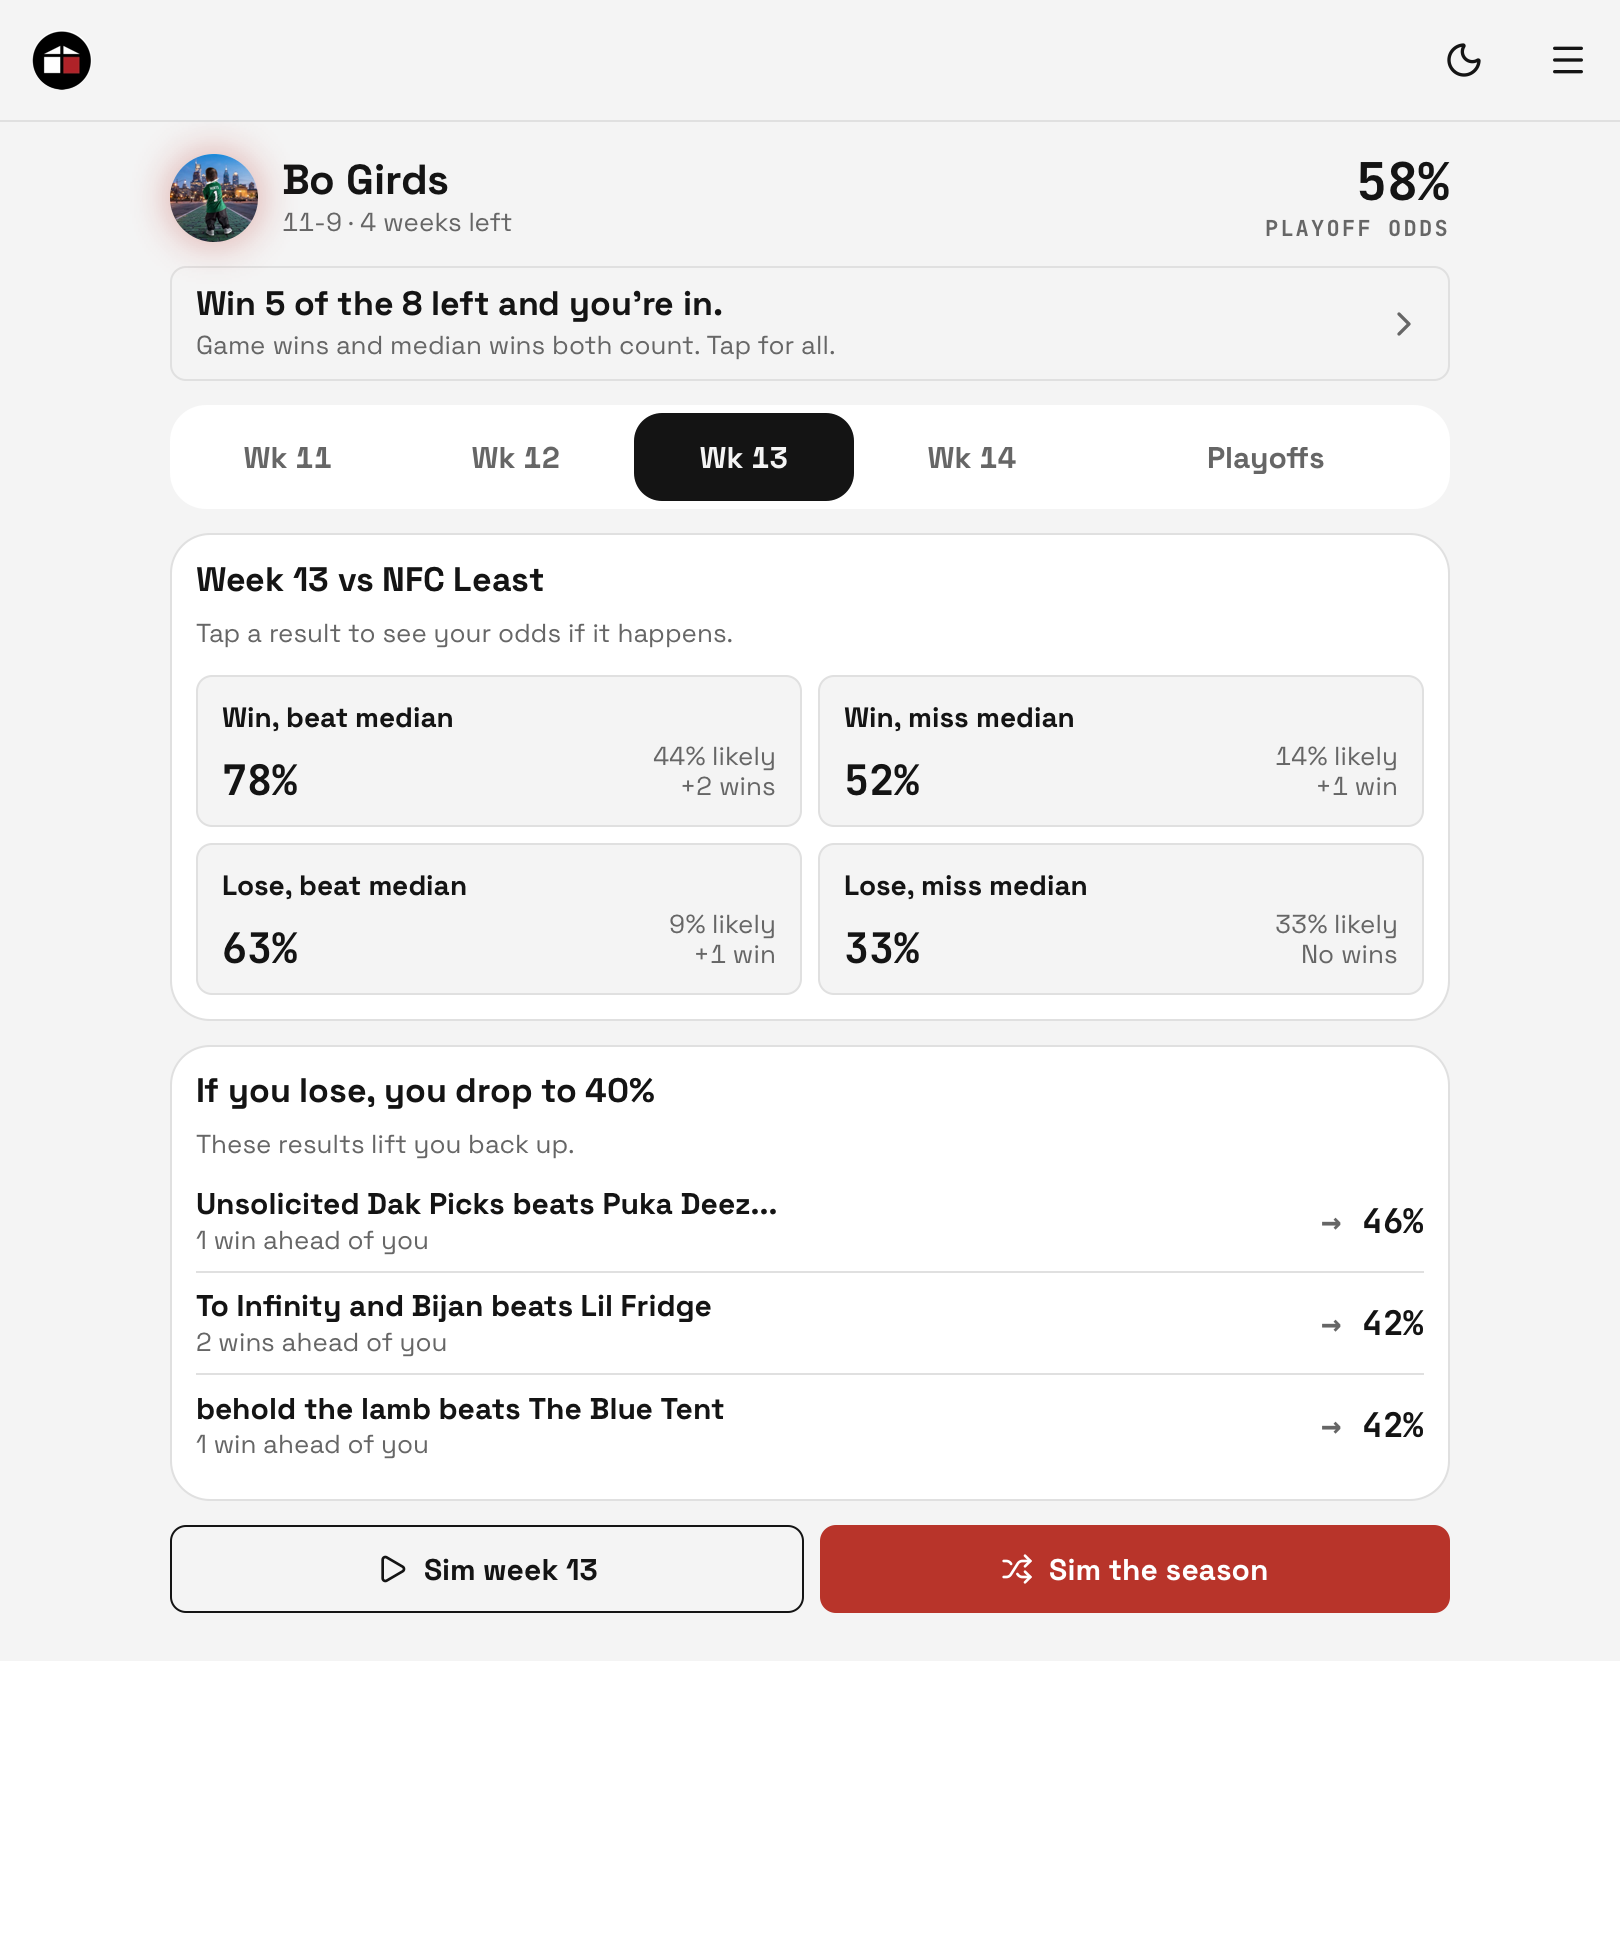 Bo Girds
11-9 · 4 weeks left
58%
PLAYOFF ODDS
Win 5 of the 8 left and you’re in.
Game wins and median wins both count. Tap for all.
Wk 11
Wk 12
Wk 13
Wk 14
Playoffs
Week 13 vs NFC Least
Tap a result to see your odds if it happens.
Win, beat median
78%
44% likely
+2 wins
Win, miss median
52%
14% likely
+1 win
Lose, beat median
63%
9% likely
+1 win
Lose, miss median
33%
33% likely
No wins
If you lose, you drop to 40%
These results lift you back up.
Unsolicited Dak Picks beats Puka Deez...
1 win ahead of you
→ 46%
To Infinity and Bijan beats Lil Fridge
2 wins ahead of you
→ 42%
behold the lamb beats The Blue Tent
1 win ahead of you
→ 42%
Sim week 13
Sim the season